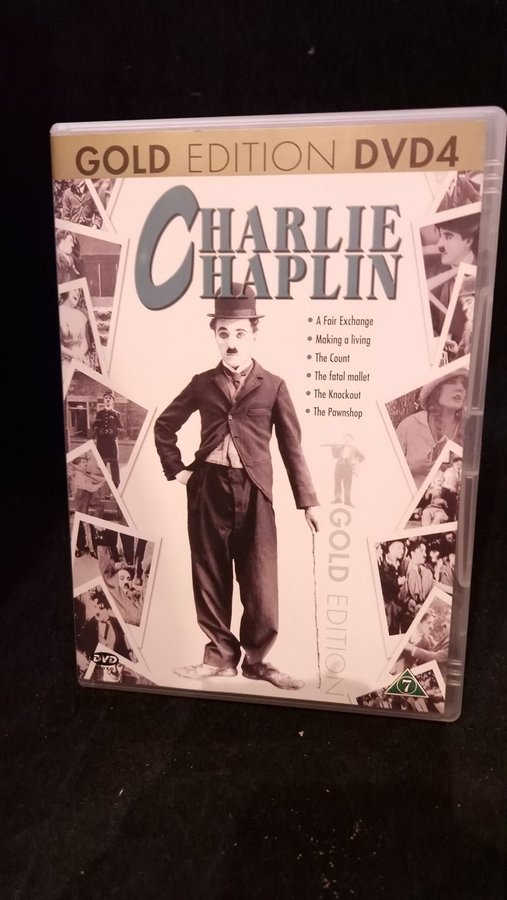 GOLD EDITION DVD4
CHARLIE
CHAPLIN
• A Fair Exchange
• Making a living
• The Count
• The fatal mallet
• The Knockout
• The Pawnshop
GOLD EDITION
DVD
7